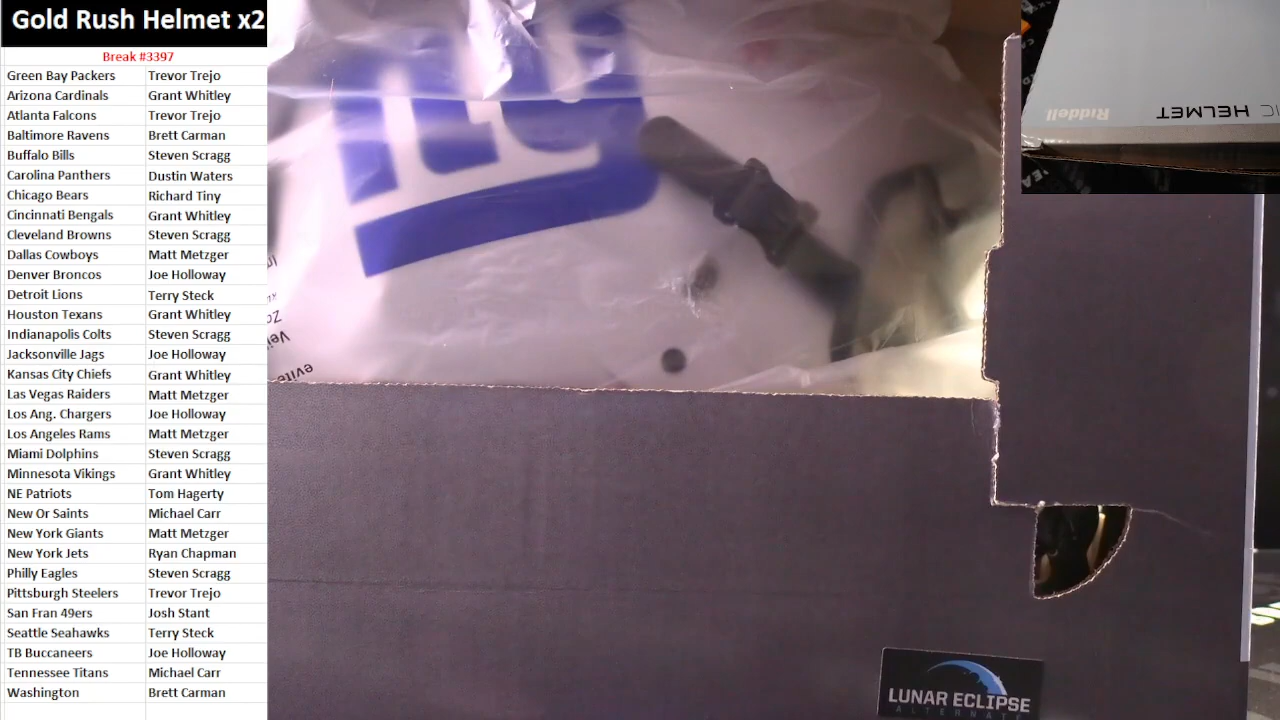 Gold Rush Helmet x2
Break #3397
Green Bay Packers Trevor Trejo
Arizona Cardinals Grant Whitley
Atlanta Falcons Trevor Trejo
Baltimore Ravens Brett Carman
Buffalo Bills Steven Scragg
Carolina Panthers Dustin Waters
Chicago Bears Richard Tiny
Cincinnati Bengals Grant Whitley
Cleveland Browns Steven Scragg
Dallas Cowboys Matt Metzger
Denver Broncos Joe Holloway
Detroit Lions Terry Steck
Houston Texans Grant Whitley
Indianapolis Colts Steven Scragg
Jacksonville Jags Joe Holloway
Kansas City Chiefs Grant Whitley
Las Vegas Raiders Matt Metzger
Los Ang. Chargers Joe Holloway
Los Angeles Rams Matt Metzger
Miami Dolphins Steven Scragg
Minnesota Vikings Grant Whitley
NE Patriots Tom Hagerty
New Or Saints Michael Carr
New York Giants Matt Metzger
New York Jets Ryan Chapman
Philly Eagles Steven Scragg
Pittsburgh Steelers Trevor Trejo
San Fran 49ers Josh Stant
Seattle Seahawks Terry Steck
TB Buccaneers Joe Holloway
Tennessee Titans Michael Carr
Washington Brett Carman
ny
Riddell
IC HELMET
LUNAR ECLIPSE
ALTERNATE